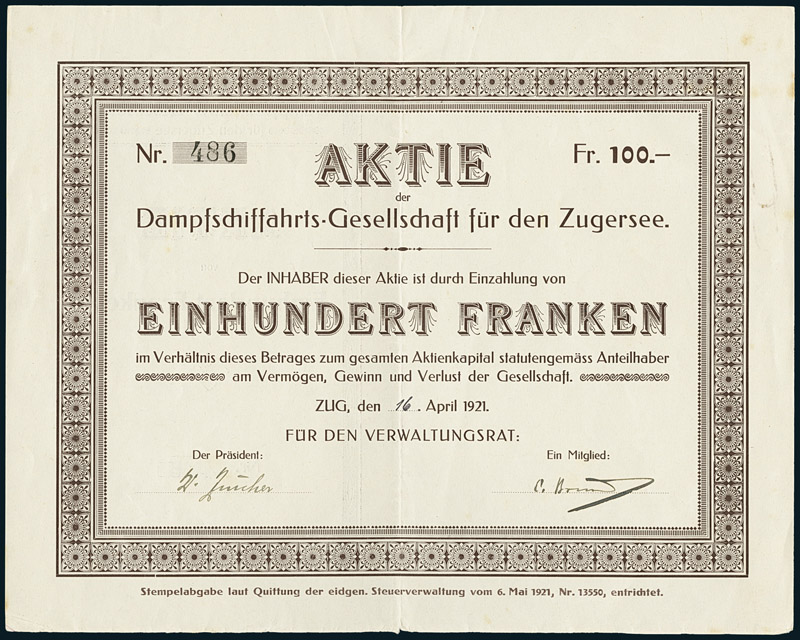 Nr. 486 AKTIE Fr. 100.—
der
Dampfschiffahrts-Gesellschaft für den Zugersee.
Der INHABER dieser Aktie ist durch Einzahlung von
EINHUNDERT FRANKEN
im Verhältnis dieses Betrages zum gesamten Aktienkapital statutengemäss Anteilhaber
am Vermögen, Gewinn und Verlust der Gesellschaft.
ZUG, den 16. April 1921.
FÜR DEN VERWALTUNGSRAT:
Der Präsident: Ein Mitglied:
Stempelabgabe laut Quittung der eidgen. Steuerverwaltung vom 6. Mai 1921, Nr. 13550, entrichtet.